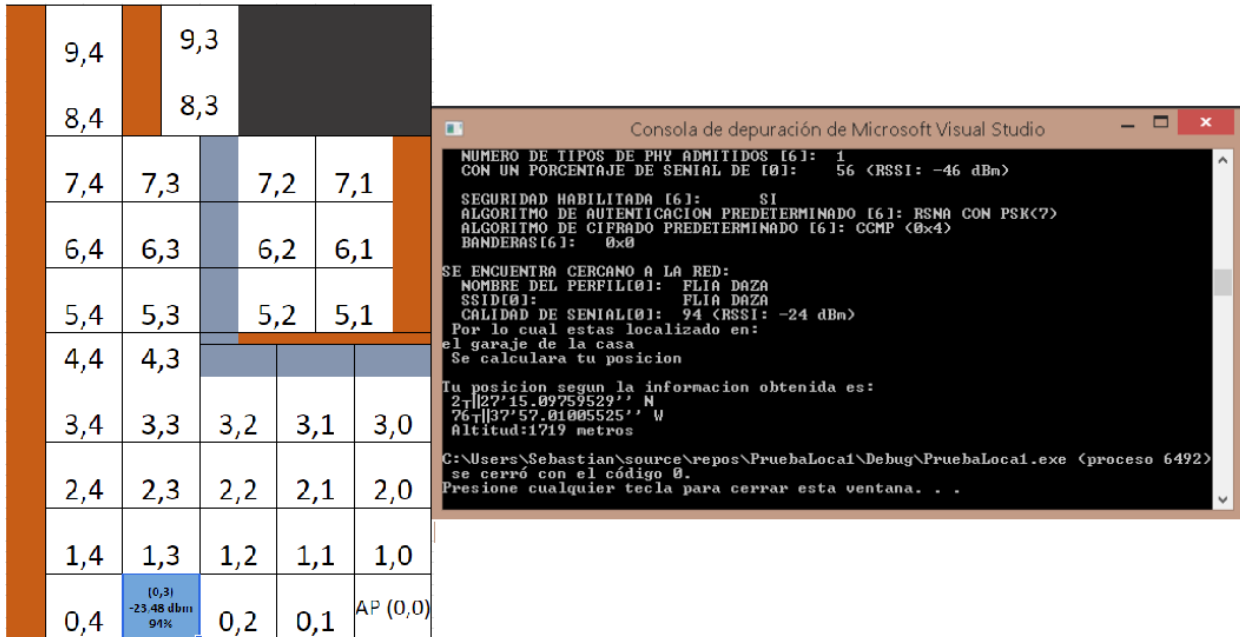 9,4 9,3
8,4 8,3
7,4 7,3 7,2 7,1
6,4 6,3 6,2 6,1
5,4 5,3 5,2 5,1
4,4 4,3
3,4 3,3 3,2 3,1 3,0
2,4 2,3 2,2 2,1 2,0
1,4 1,3 1,2 1,1 1,0
0,4 (0,3) -23,48 dbm 94% 0,2 0,1 AP (0,0)
Consola de depuración de Microsoft Visual Studio
NUMERO DE TIPOS DE PHY ADMITIDOS [6]: 1
CON UN PORCENTAJE DE SENIAL DE [0]: 56 (RSSI: -46 dBm)
SEGURIDAD HABILITADA [6]: SI
ALGORITMO DE AUTENTICACION PREDETERMINADO [6]: RSNA CON PSK(7)
ALGORITMO DE CIFRADO PREDETERMINADO [6]: CCMP (0x4)
BANDERAS[6]: 0x0
SE ENCUENTRA CERCANO A LA RED:
NOMBRE DEL PERFIL[0]: FLIA DAZA
SSID[0]: FLIA DAZA
CALIDAD DE SENIAL[0]: 94 (RSSI: -24 dBm)
Por lo cual estas localizado en:
el garaje de la casa
Se calculara tu posicion
Tu posicion segun la informacion obtenida es:
2┬║27'15.09759529'' N
76┬║37'57.01005525'' W
Altitud:1719 metros
C:\Users\Sebastian\source\repos\PruebaLoca1\Debug\PruebaLoca1.exe (proceso 6492)
se cerró con el código 0.
Presione cualquier tecla para cerrar esta ventana. . .